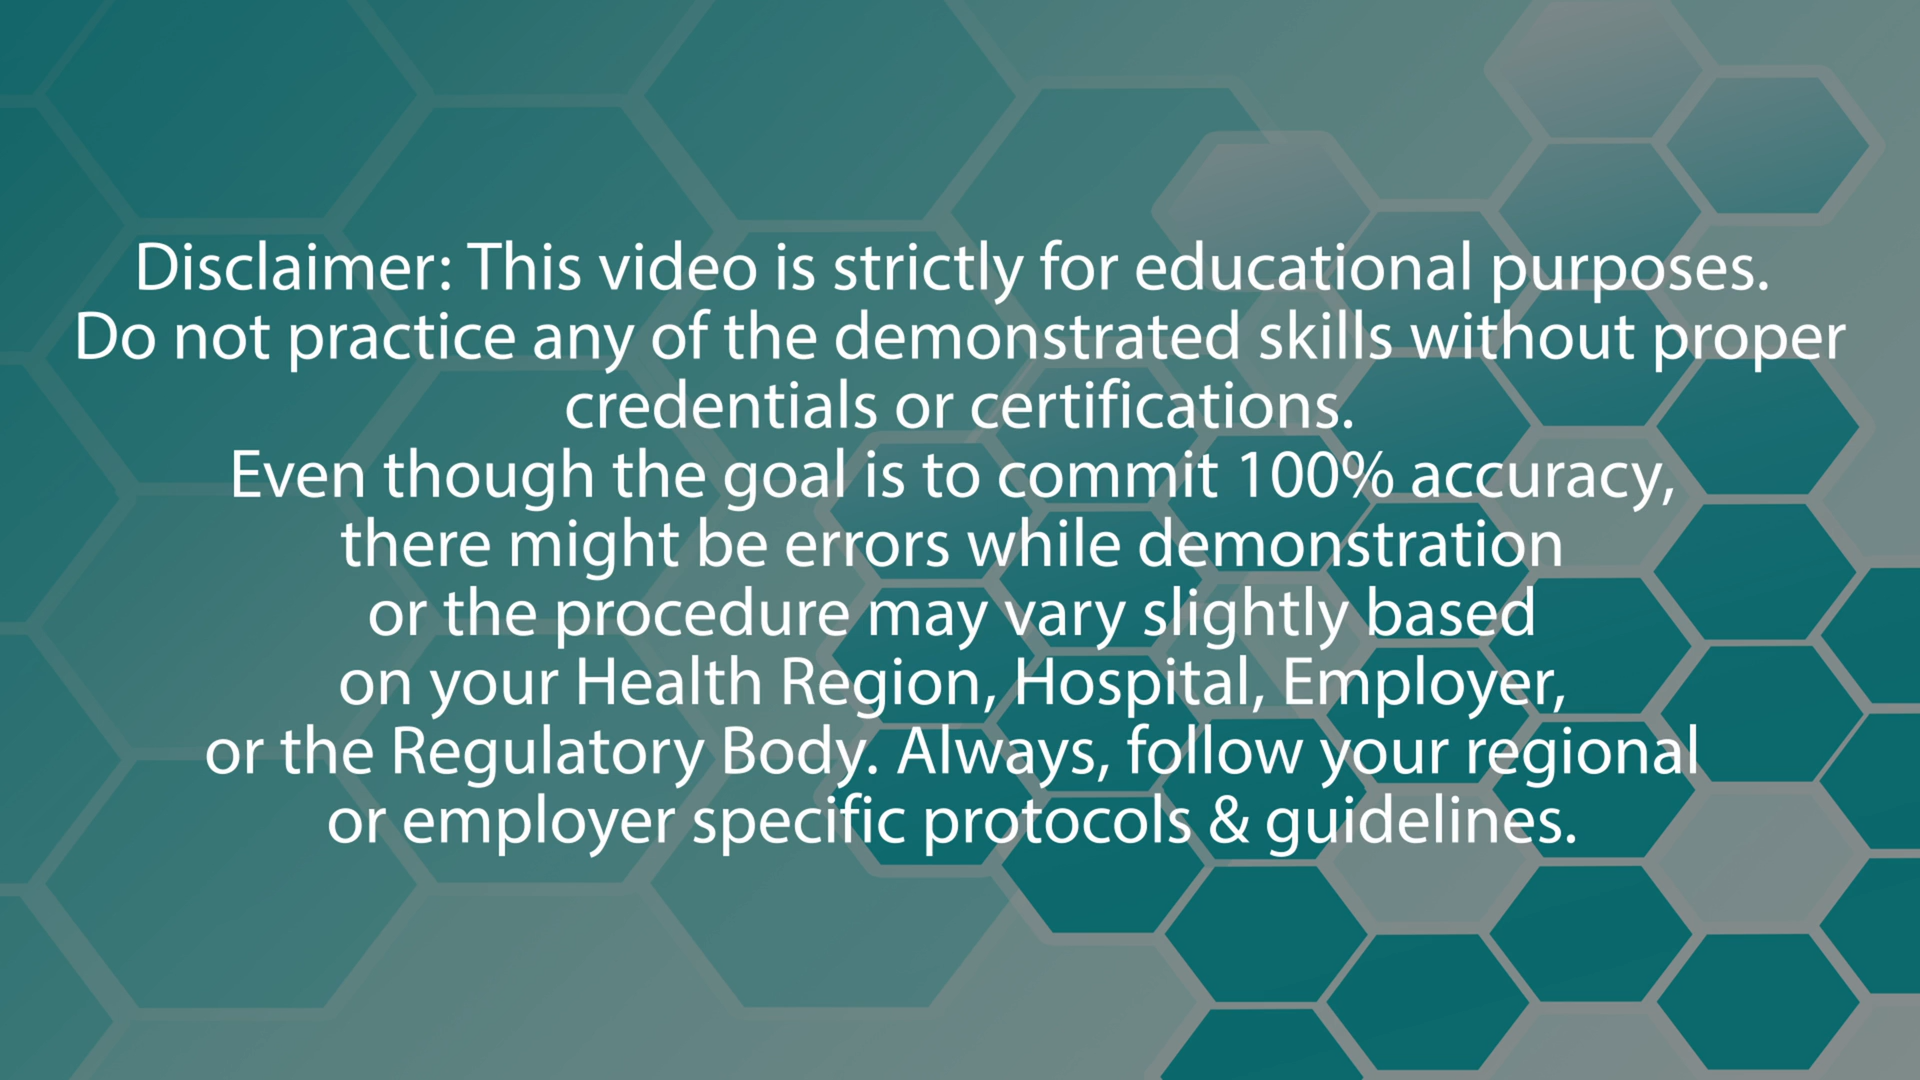 Disclaimer: This video is strictly for educational purposes.
Do not practice any of the demonstrated skills without proper
credentials or certifications.
Even though the goal is to commit 100% accuracy,
there might be errors while demonstration
or the procedure may vary slightly based
on your Health Region, Hospital, Employer,
or the Regulatory Body. Always, follow your regional
or employer specific protocols & guidelines.